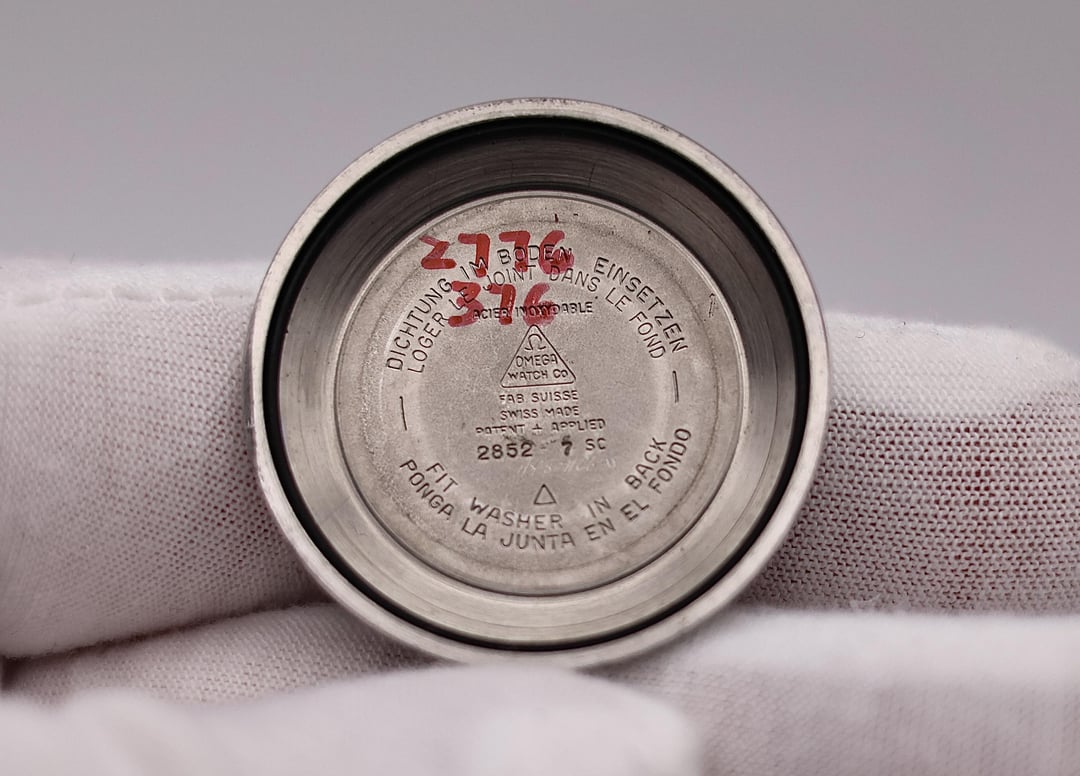 2776
376
DICHTUNG IM BODEN EINSETZEN
LOGER LE JOINT DANS LE FOND
ACIER INOXYDABLE
Ω
OMEGA
WATCH Co
FAB SUISSE
SWISS MADE
PATENT + APPLIED
2852 - 7 SC
FIT WASHER IN BACK
PONGA LA JUNTA EN EL FONDO